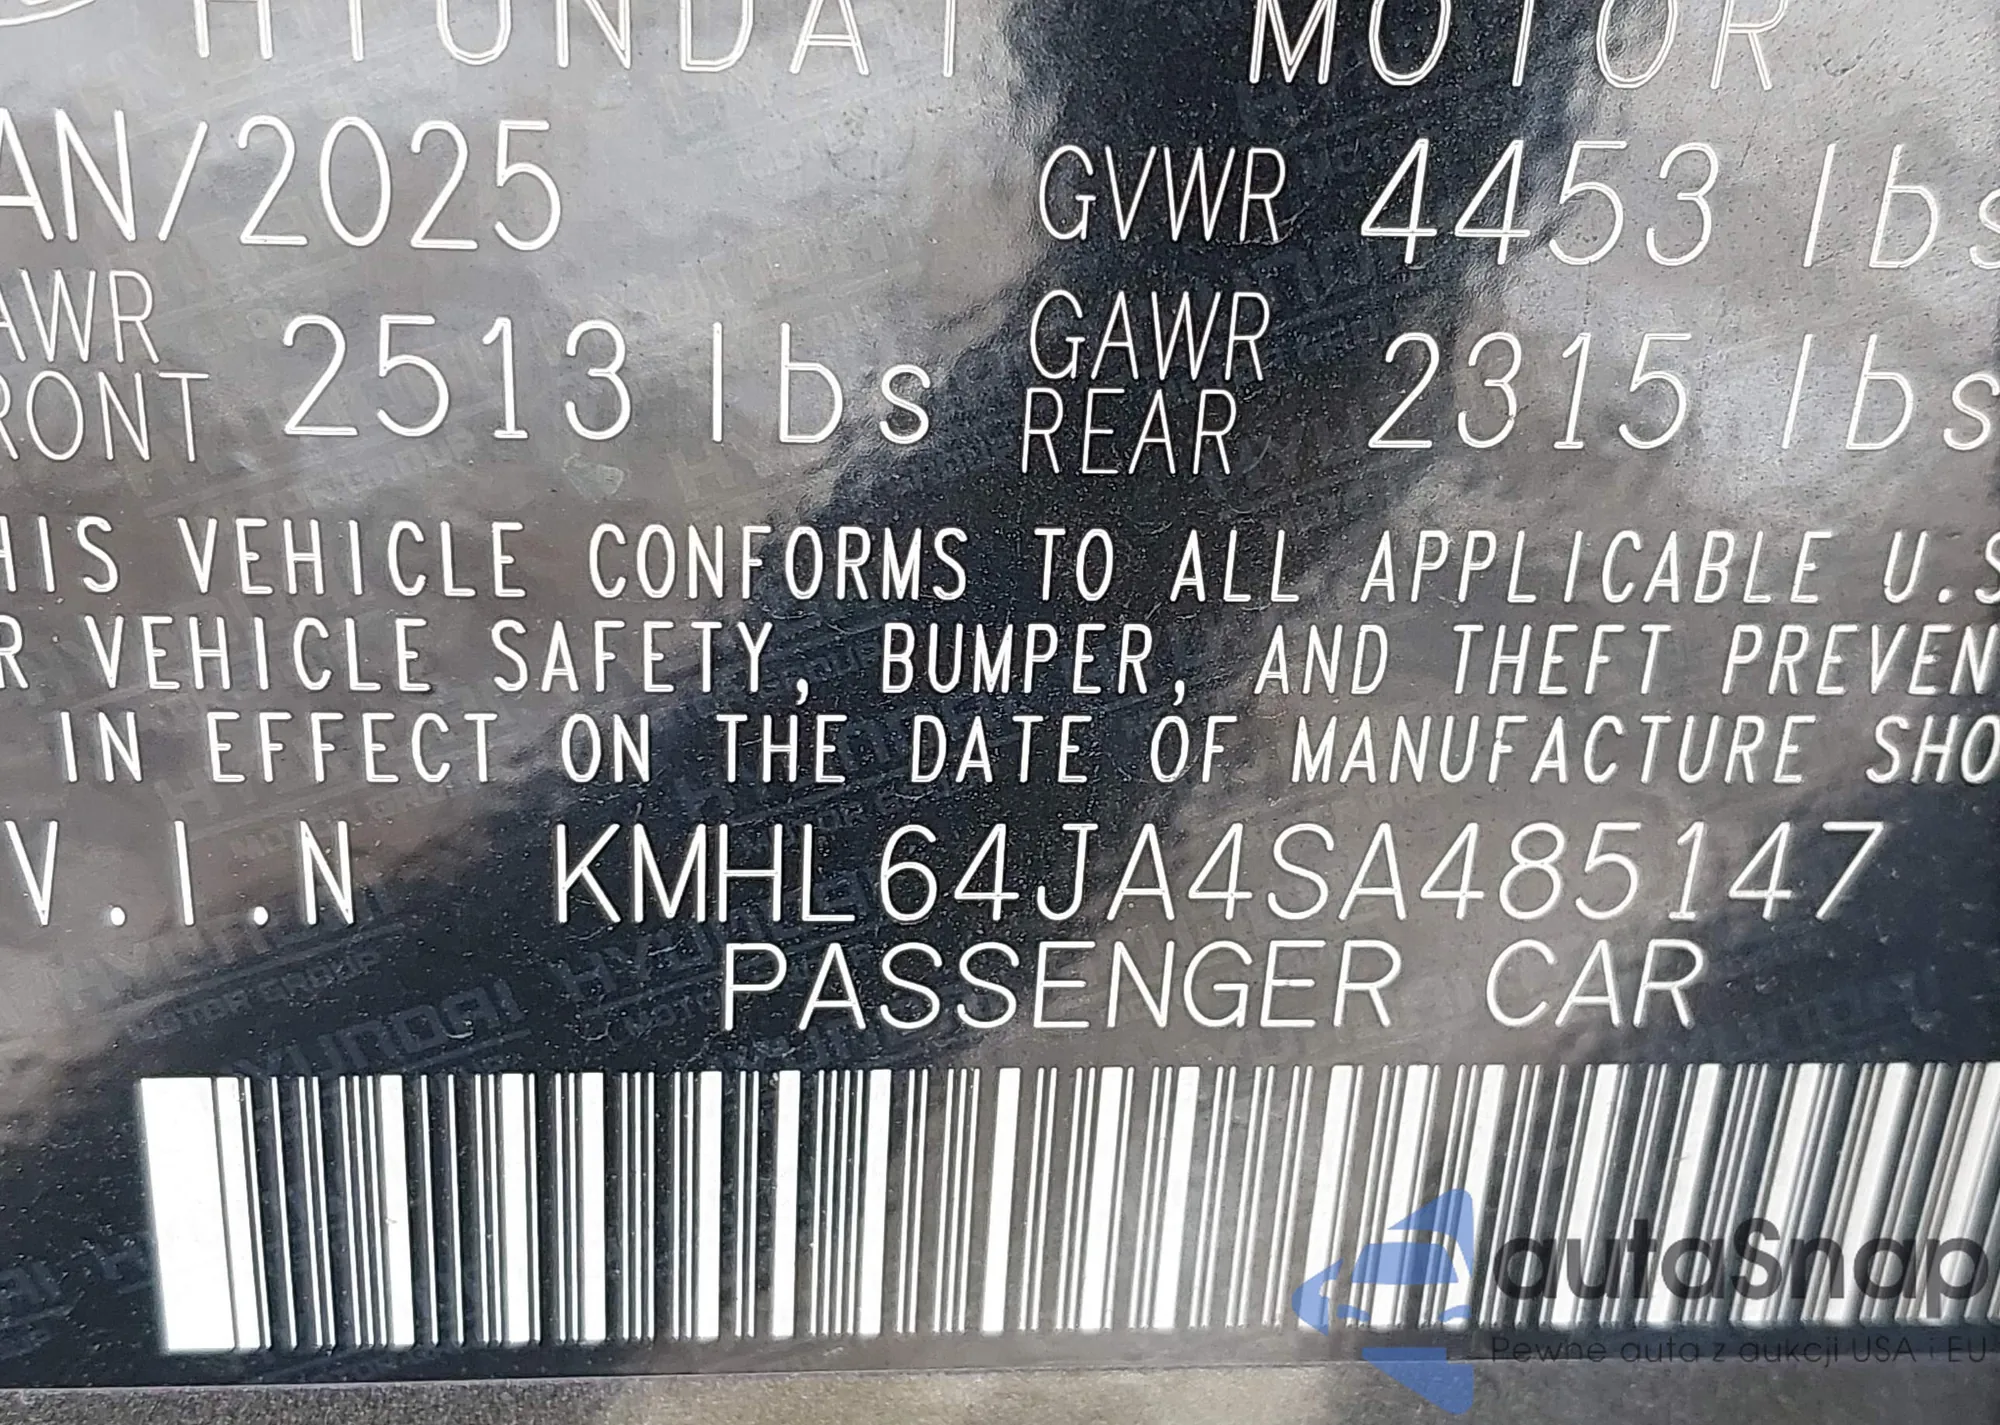 HYUNDAI MOTOR
AN/2025 GVWR 4453 lbs
AWR FRONT 2513 lbs GAWR REAR 2315 lbs
HIS VEHICLE CONFORMS TO ALL APPLICABLE U.S
R VEHICLE SAFETY, BUMPER, AND THEFT PREVEN
IN EFFECT ON THE DATE OF MANUFACTURE SHO
V.I.N KMHL64JA4SA485147
PASSENGER CAR
autaSnap
Pewne auta z aukcji USA i EU